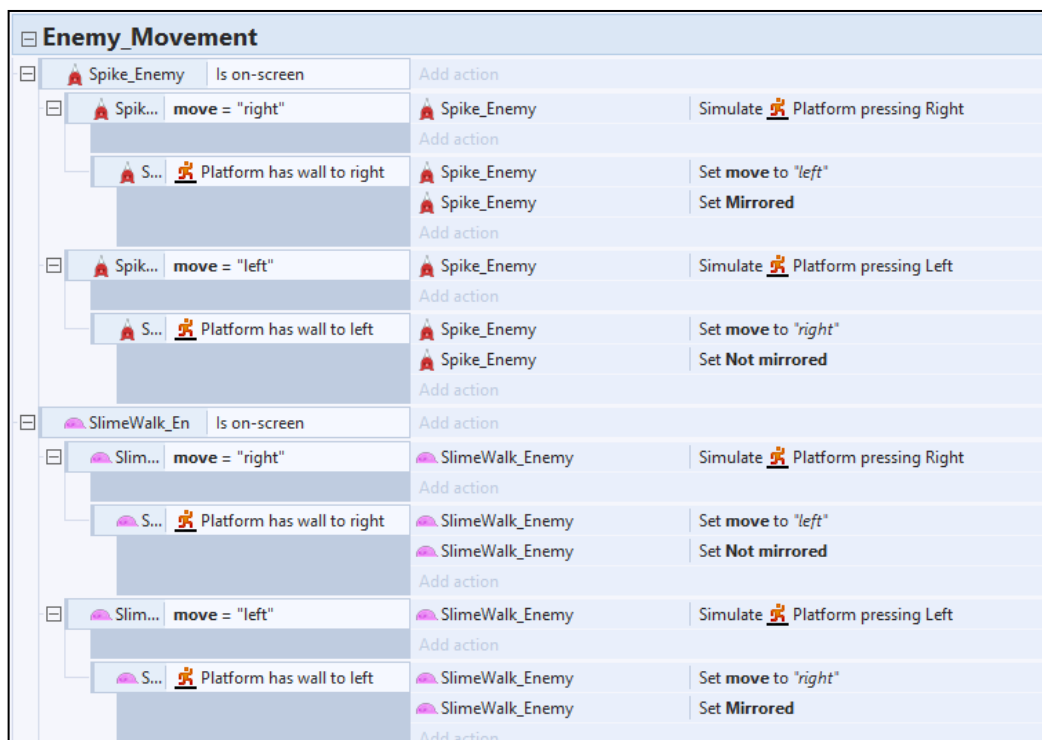 Enemy_Movement
Spike_Enemy Is on-screen Add action
Spik... move = "right" Spike_Enemy Simulate Platform pressing Right
Add action
S... Platform has wall to right Spike_Enemy Set move to "left"
Spike_Enemy Set Mirrored
Add action
Spik... move = "left" Spike_Enemy Simulate Platform pressing Left
Add action
S... Platform has wall to left Spike_Enemy Set move to "right"
Spike_Enemy Set Not mirrored
Add action
SlimeWalk_En Is on-screen Add action
Slim... move = "right" SlimeWalk_Enemy Simulate Platform pressing Right
Add action
S... Platform has wall to right SlimeWalk_Enemy Set move to "left"
SlimeWalk_Enemy Set Not mirrored
Add action
Slim... move = "left" SlimeWalk_Enemy Simulate Platform pressing Left
Add action
S... Platform has wall to left SlimeWalk_Enemy Set move to "right"
SlimeWalk_Enemy Set Mirrored
Add action